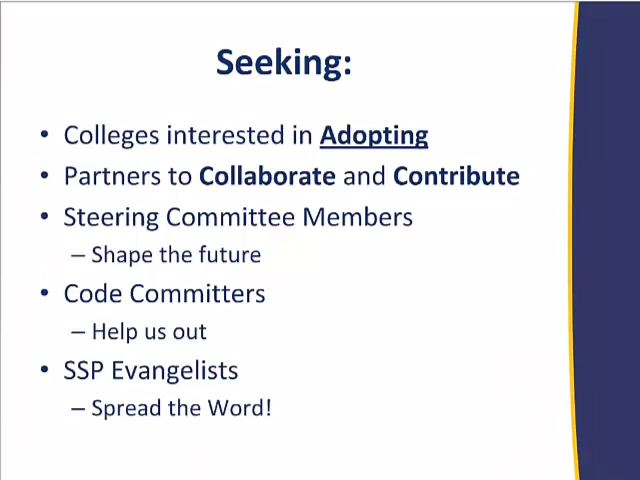 Seeking:
• Colleges interested in Adopting
• Partners to Collaborate and Contribute
• Steering Committee Members
– Shape the future
• Code Committers
– Help us out
• SSP Evangelists
– Spread the Word!